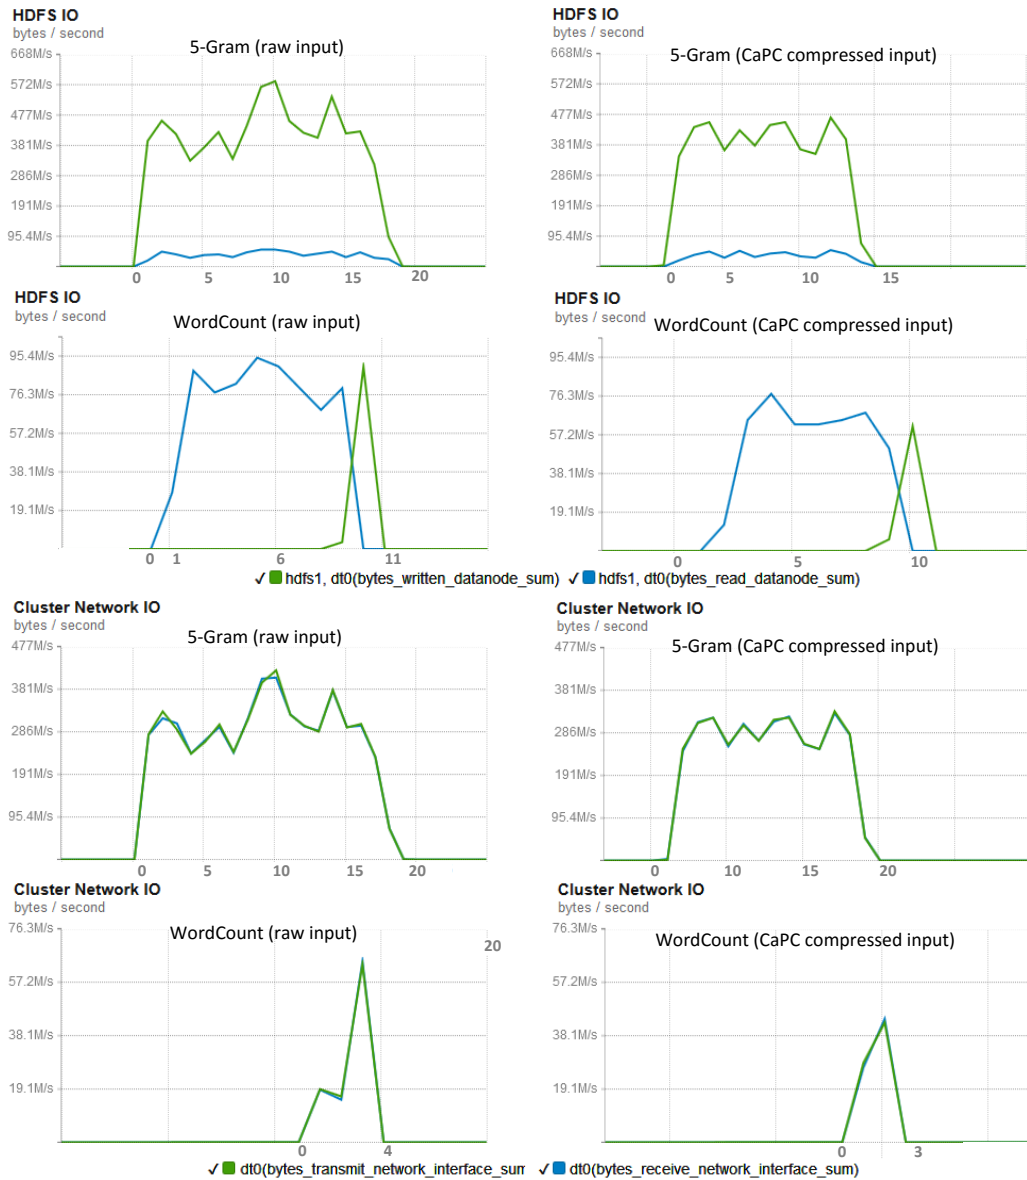 HDFS IO
bytes / second
5-Gram (raw input)
668M/s
572M/s
477M/s
381M/s
286M/s
191M/s
95.4M/s
0 5 10 15 20
HDFS IO
bytes / second
5-Gram (CaPC compressed input)
668M/s
572M/s
477M/s
381M/s
286M/s
191M/s
95.4M/s
0 5 10 15
HDFS IO
bytes / second
WordCount (raw input)
95.4M/s
76.3M/s
57.2M/s
38.1M/s
19.1M/s
0 1 6 11
HDFS IO
bytes / second
WordCount (CaPC compressed input)
95.4M/s
76.3M/s
57.2M/s
38.1M/s
19.1M/s
0 5 10
✓ hdfs1, dt0(bytes_written_datanode_sum) ✓ hdfs1, dt0(bytes_read_datanode_sum)
Cluster Network IO
bytes / second
5-Gram (raw input)
477M/s
381M/s
286M/s
191M/s
95.4M/s
0 5 10 15 20
Cluster Network IO
bytes / second
5-Gram (CaPC compressed input)
477M/s
381M/s
286M/s
191M/s
95.4M/s
0 10 15 20
Cluster Network IO
bytes / second
WordCount (raw input)
20
76.3M/s
57.2M/s
38.1M/s
19.1M/s
0 4
Cluster Network IO
bytes / second
WordCount (CaPC compressed input)
76.3M/s
57.2M/s
38.1M/s
19.1M/s
0 3
✓ dt0(bytes_transmit_network_interface_sum ✓ dt0(bytes_receive_network_interface_sum)